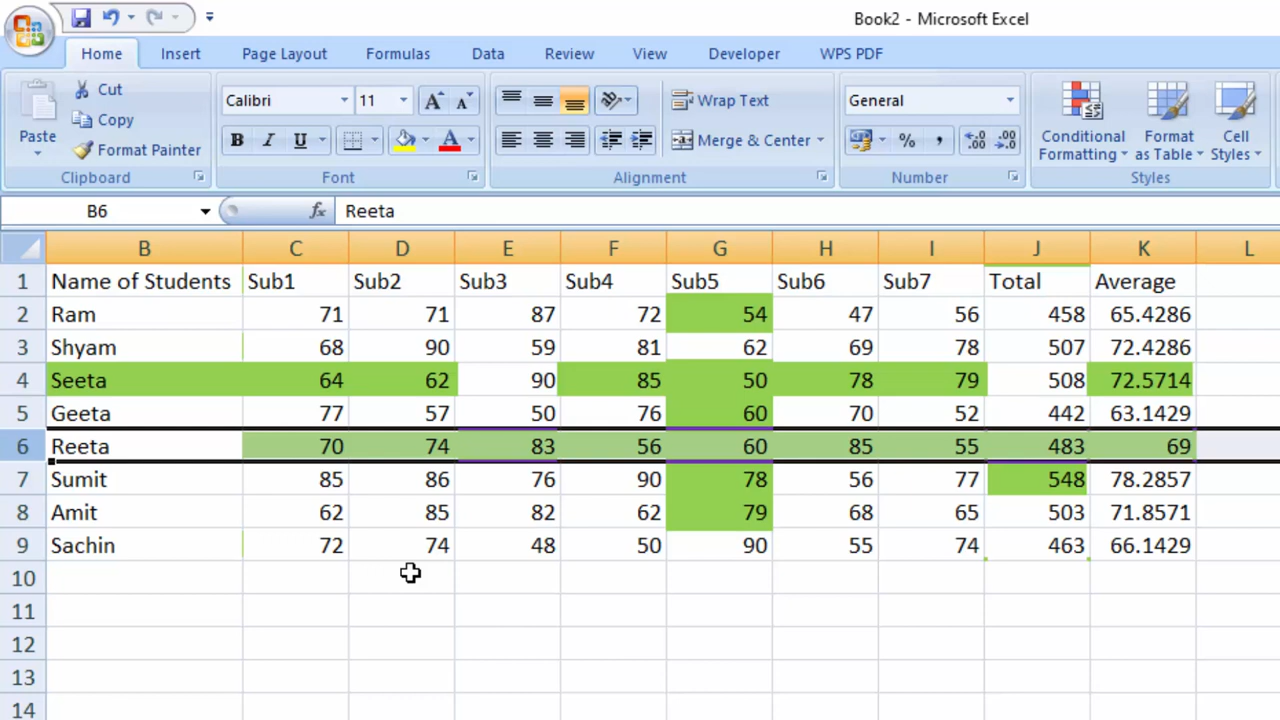 Book2 - Microsoft Excel
Home Insert Page Layout Formulas Data Review View Developer WPS PDF
Paste
Cut
Copy
Format Painter
Clipboard
Calibri 11 A A
B I U A
Font
Wrap Text
Merge & Center
Alignment
General
% , .0 .00 .00 .0
Number
Conditional Formatting
Format as Table
Cell Styles
Styles
B6 fx Reeta
B C D E F G H I J K L
1 Name of Students Sub1 Sub2 Sub3 Sub4 Sub5 Sub6 Sub7 Total Average
2 Ram 71 71 87 72 54 47 56 458 65.4286
3 Shyam 68 90 59 81 62 69 78 507 72.4286
4 Seeta 64 62 90 85 50 78 79 508 72.5714
5 Geeta 77 57 50 76 60 70 52 442 63.1429
6 Reeta 70 74 83 56 60 85 55 483 69
7 Sumit 85 86 76 90 78 56 77 548 78.2857
8 Amit 62 85 82 62 79 68 65 503 71.8571
9 Sachin 72 74 48 50 90 55 74 463 66.1429
10
11
12
13
14